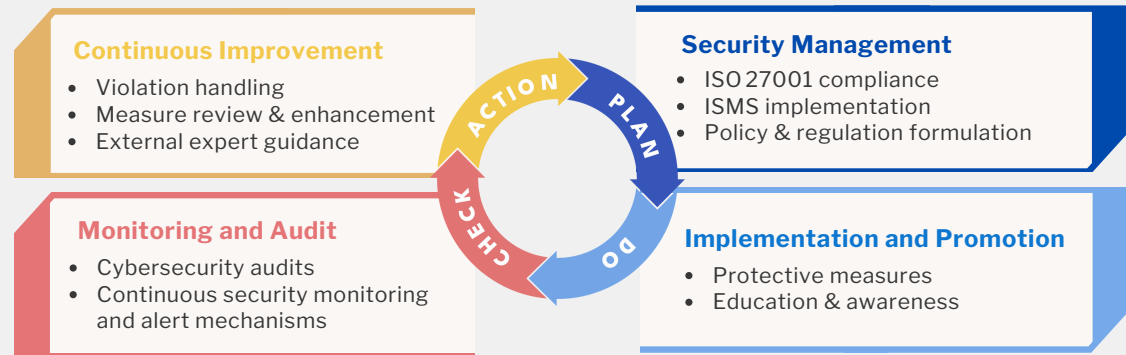 Continuous Improvement
• Violation handling
• Measure review & enhancement
• External expert guidance
Security Management
• ISO 27001 compliance
• ISMS implementation
• Policy & regulation formulation
ACTION
PLAN
CHECK
DO
Monitoring and Audit
• Cybersecurity audits
• Continuous security monitoring
and alert mechanisms
Implementation and Promotion
• Protective measures
• Education & awareness